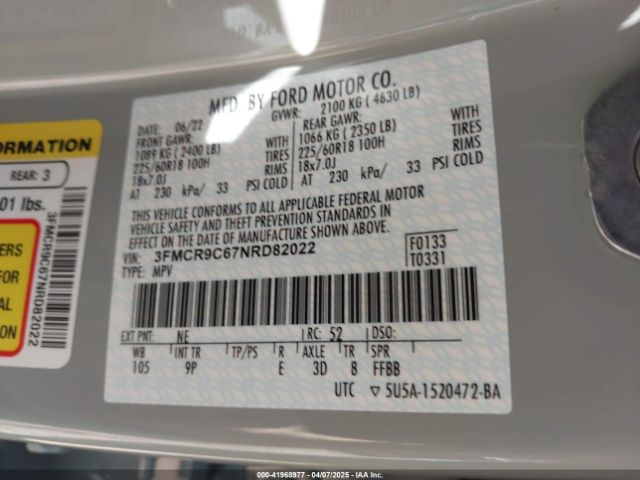 MFD. BY FORD MOTOR CO.
DATE: 06/22 GVWR: 2100 KG ( 4630 LB)
FRONT GAWR: REAR GAWR:
1089 KG ( 2400 LB) WITH 1066 KG ( 2350 LB) WITH
225/60R18 100H TIRES 225/60R18 100H TIRES
18x7.0J RIMS 18x7.0J RIMS
AT 230 kPa/ 33 PSI COLD AT 230 kPa/ 33 PSI COLD
THIS VEHICLE CONFORMS TO ALL APPLICABLE FEDERAL MOTOR
VEHICLE SAFETY AND THEFT PREVENTION STANDARDS IN
EFFECT ON THE DATE OF MANUFACTURE SHOWN ABOVE.
VIN: 3FMCR9C67NRD82022 F0133
TYPE: MPV T0331
EXT PNT: NE RC: 52 DSO:
WB INT TR TP/PS R AXLE TR SPR
105 9P E 3D 8 FFBB
UTC ▽ 5U5A-1520472-BA
ORMATION
REAR: 3
01 lbs.
ERS
FOR
AL
ION
3FMCR9C67NRD82022
000-41968977 - 04/07/2025 - iaai.com